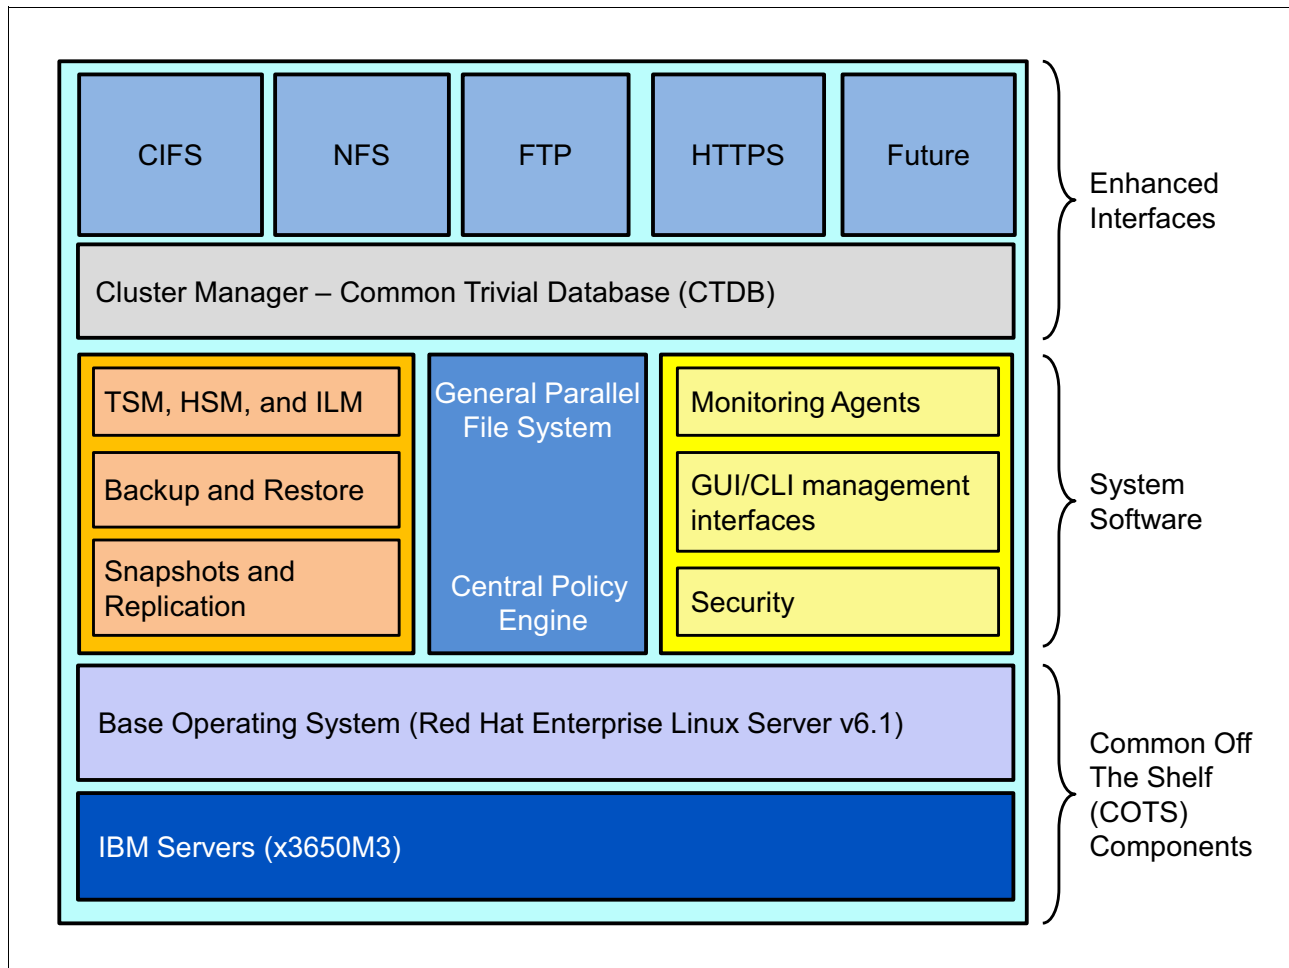 CIFS
NFS
FTP
HTTPS
Future
Enhanced
Interfaces
Cluster Manager – Common Trivial Database (CTDB)
TSM, HSM, and ILM
Backup and Restore
Snapshots and
Replication
General Parallel
File System
Central Policy
Engine
Monitoring Agents
GUI/CLI management
interfaces
Security
System
Software
Base Operating System (Red Hat Enterprise Linux Server v6.1)
IBM Servers (x3650M3)
Common Off
The Shelf
(COTS)
Components